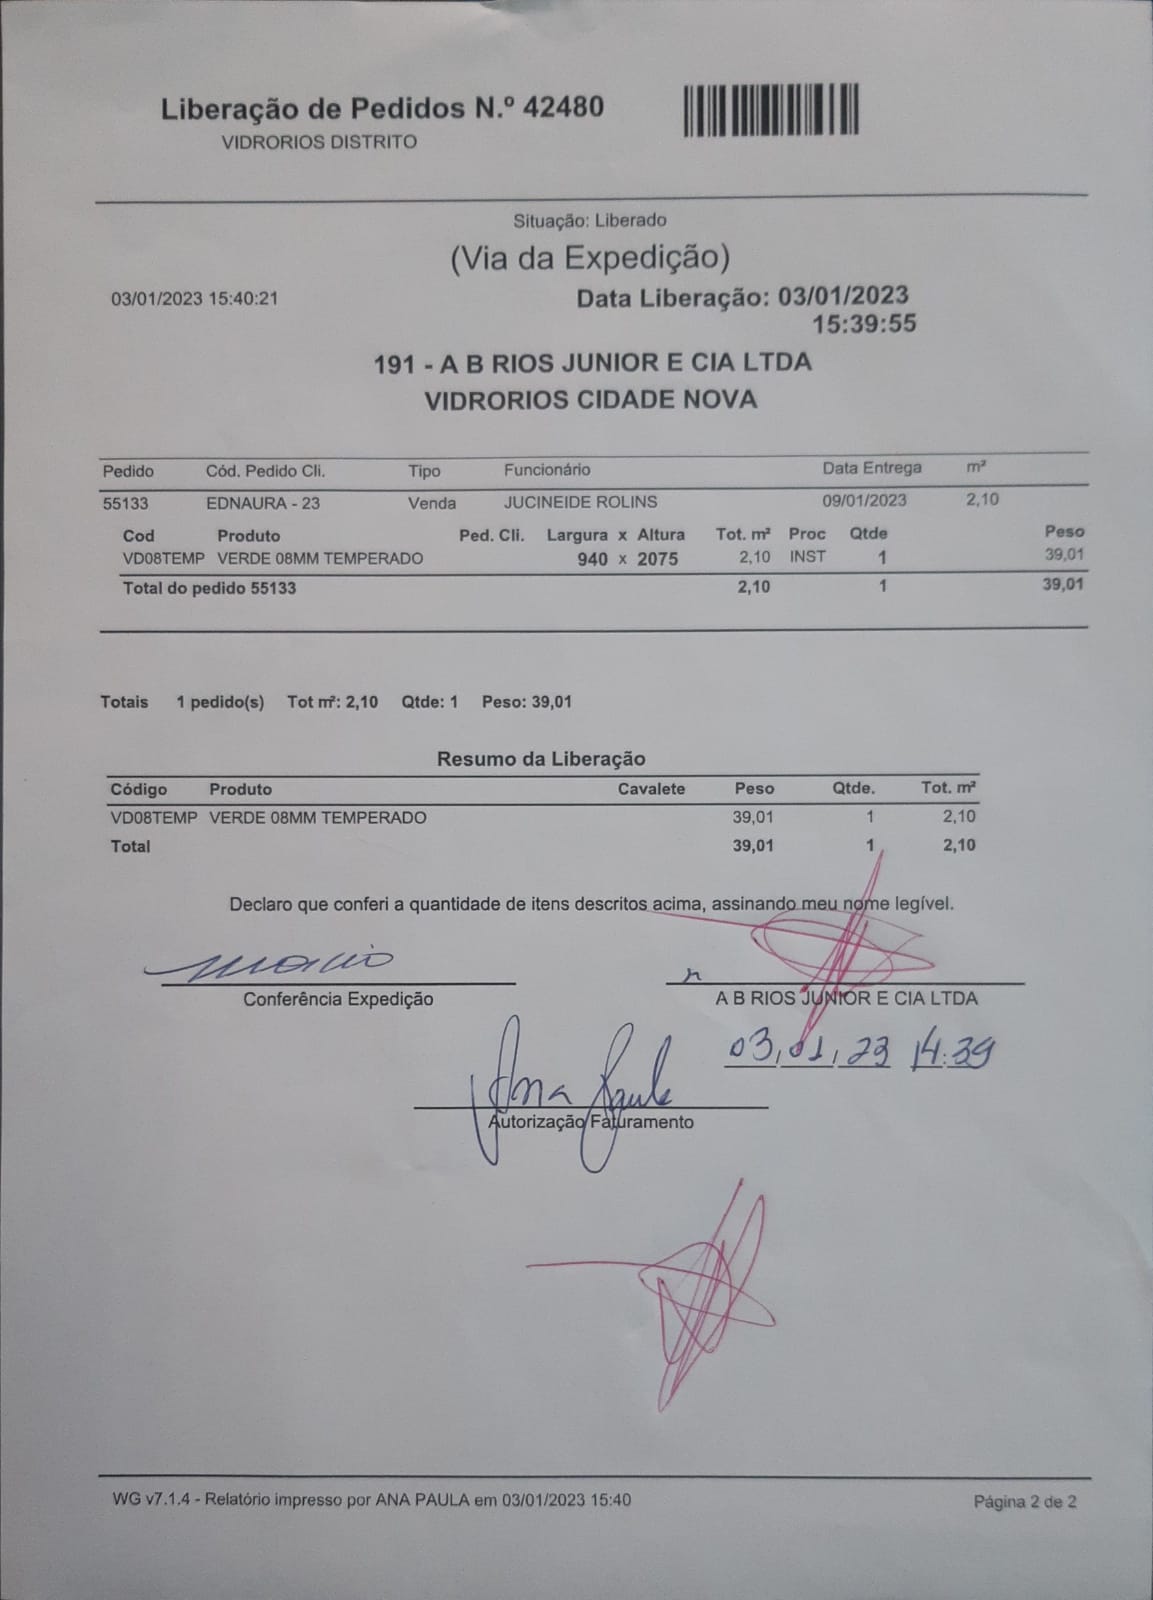 Liberação de Pedidos N.º 42480
VIDRORIOS DISTRITO
Situação: Liberado
(Via da Expedição)
03/01/2023 15:40:21 Data Liberação: 03/01/2023
15:39:55
191 - A B RIOS JUNIOR E CIA LTDA
VIDRORIOS CIDADE NOVA
Pedido Cód. Pedido Cli. Tipo Funcionário Data Entrega m²
55133 EDNAURA - 23 Venda JUCINEIDE ROLINS 09/01/2023 2,10
Cod Produto Ped. Cli. Largura x Altura Tot. m² Proc Qtde Peso
VD08TEMP VERDE 08MM TEMPERADO 940 x 2075 2,10 INST 1 39,01
Total do pedido 55133 2,10 1 39,01
Totais 1 pedido(s) Tot m²: 2,10 Qtde: 1 Peso: 39,01
Resumo da Liberação
Código Produto Cavalete Peso Qtde. Tot. m²
VD08TEMP VERDE 08MM TEMPERADO 39,01 1 2,10
Total 39,01 1 2,10
Declaro que conferi a quantidade de itens descritos acima, assinando meu nome legível.
Conferência Expedição A B RIOS JUNIOR E CIA LTDA
03,01,23 14:39
Ana Paula
Autorização Faturamento
WG v7.1.4 - Relatório impresso por ANA PAULA em 03/01/2023 15:40 Página 2 de 2